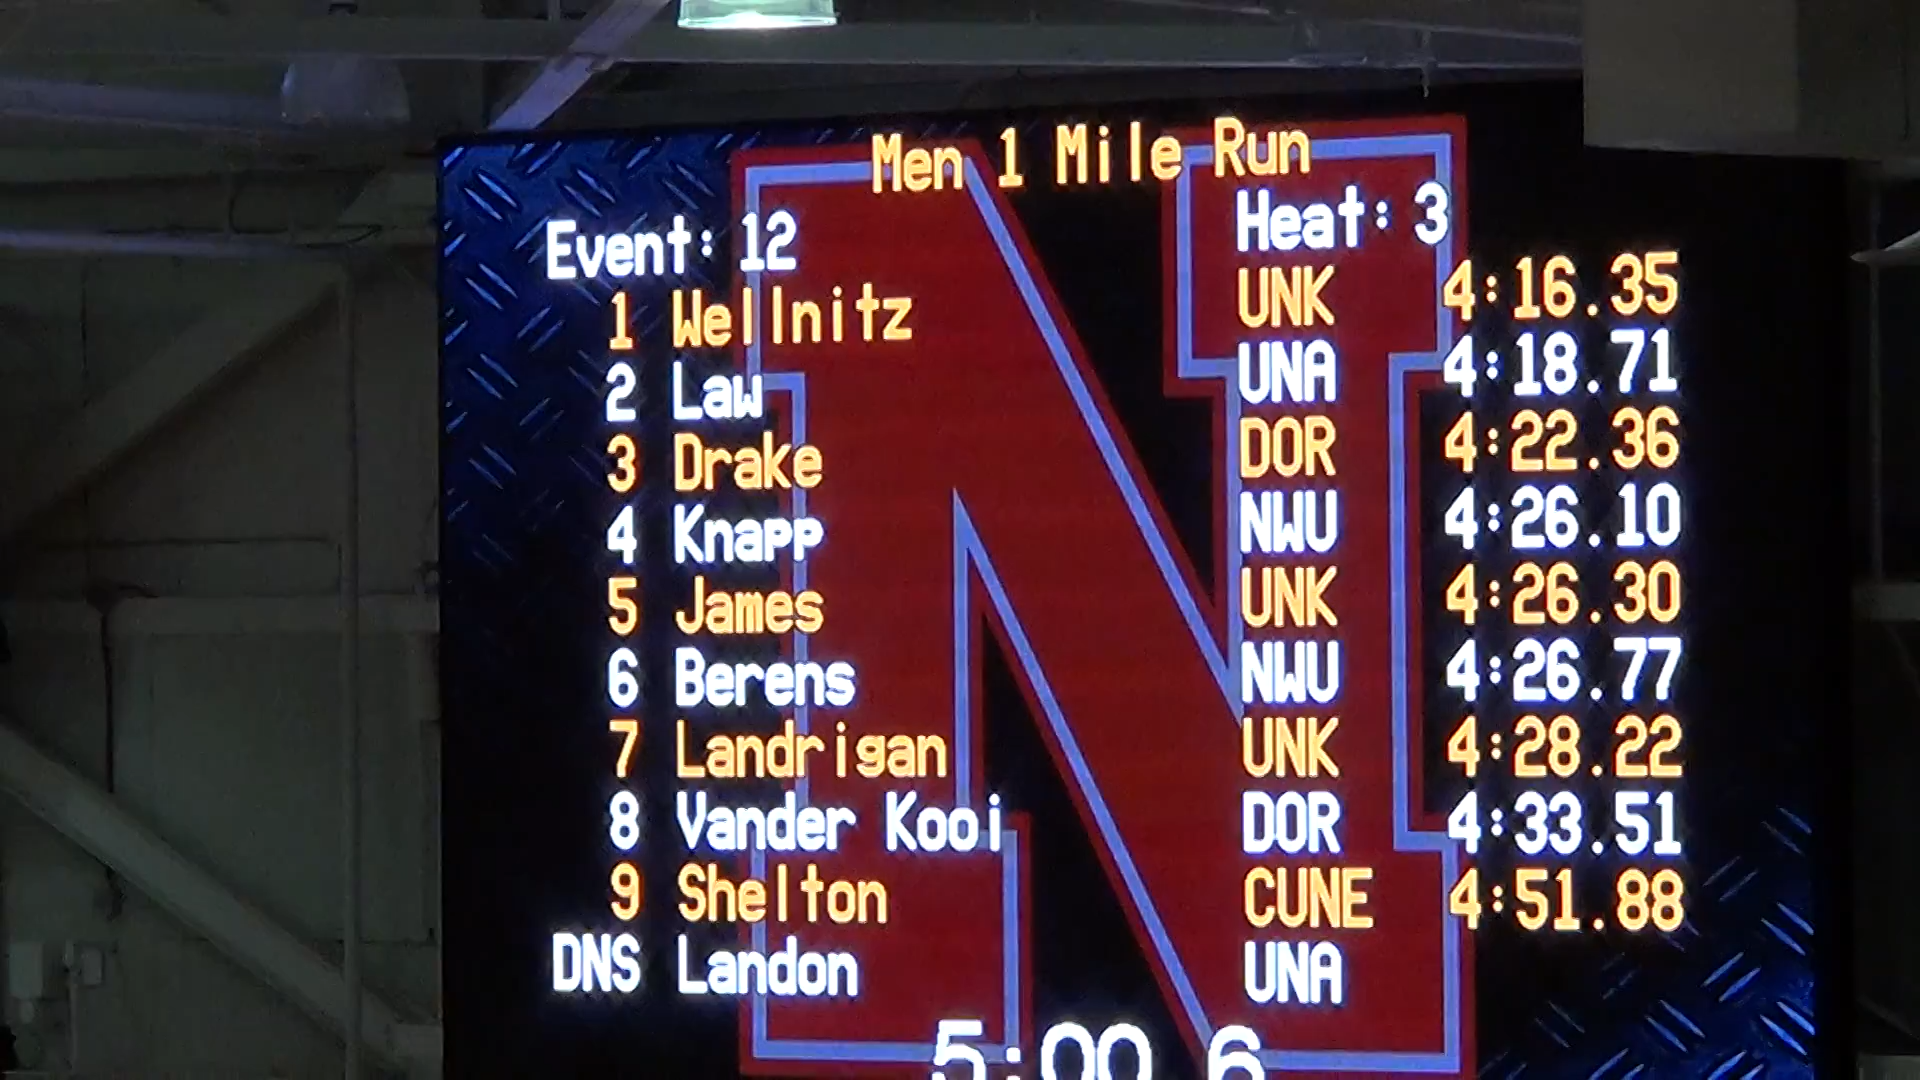 Men 1 Mile Run
Event: 12 Heat: 3
1 Wellnitz UNK 4:16.35
2 Law UNA 4:18.71
3 Drake DOR 4:22.36
4 Knapp NWU 4:26.10
5 James UNK 4:26.30
6 Berens NWU 4:26.77
7 Landrigan UNK 4:28.22
8 Vander Kooi DOR 4:33.51
9 Shelton CUNE 4:51.88
DNS Landon UNA
5:00.6
N